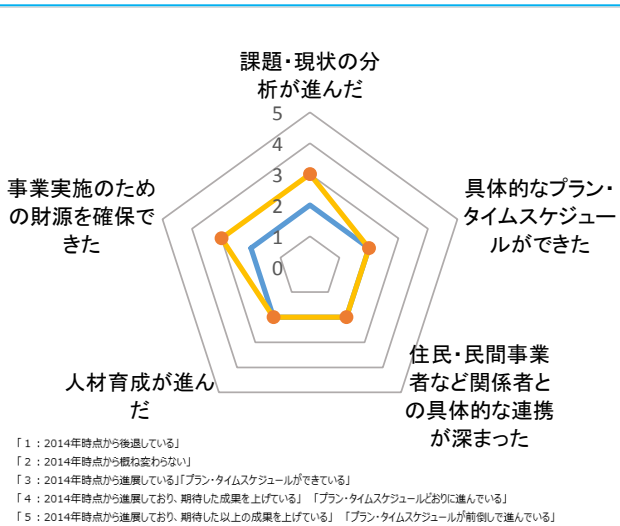 課題・現状の分
析が進んだ
5
4
3
2
1
0
具体的なプラン・
タイムスケジュー
ルができた
住民・民間事業
者など関係者と
の具体的な連携
が深まった
人材育成が進ん
だ
事業実施のため
の財源を確保で
きた
「1：2014年時点から後退している」
「2：2014年時点から概ね変わらない」
「3：2014年時点から進展している」「プラン・タイムスケジュールができている」
「4：2014年時点から進展しており、期待した成果を上げている」 「プラン・タイムスケジュールどおりに進んでいる」
「5：2014年時点から進展しており、期待した以上の成果を上げている」 「プラン・タイムスケジュールが前倒しで進んでいる」